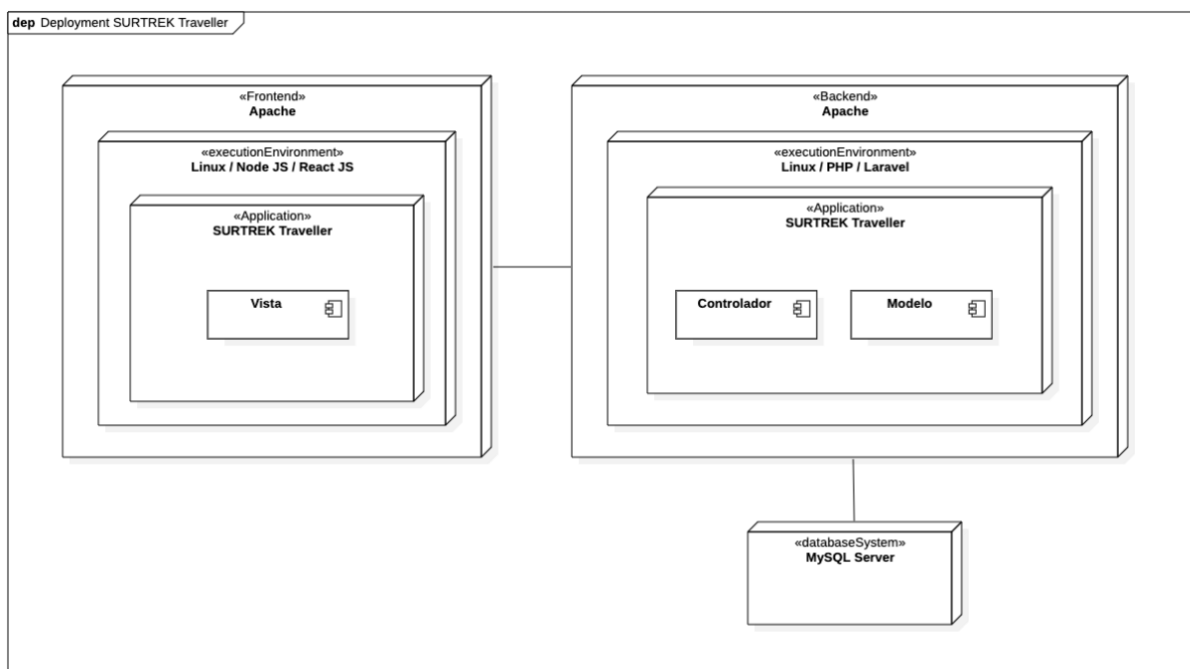 dep Deployment SURTREK Traveller
«Frontend»
Apache
«executionEnvironment»
Linux / Node JS / React JS
«Application»
SURTREK Traveller
Vista
«Backend»
Apache
«executionEnvironment»
Linux / PHP / Laravel
«Application»
SURTREK Traveller
Controlador
Modelo
«databaseSystem»
MySQL Server